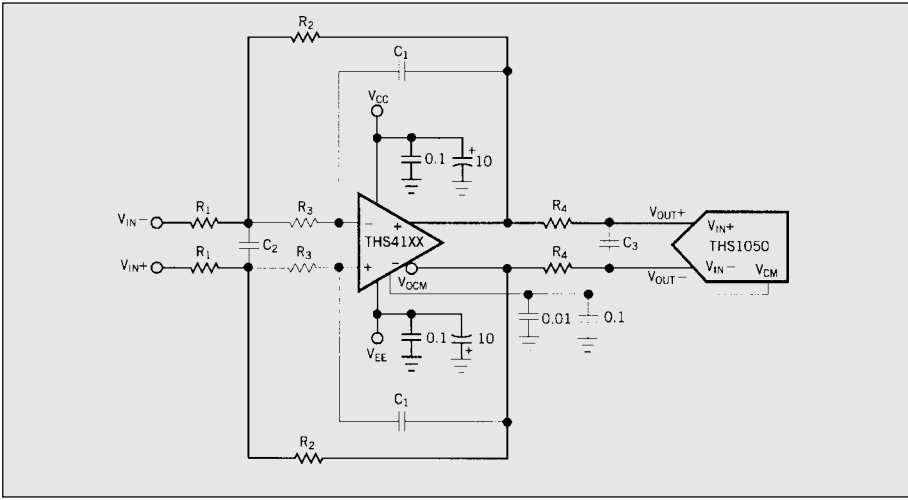 R2
C1
VCC
0.1
+
10
VIN−
R1
R3
−
+
THS41XX
R4
VOUT+
VIN+
C2
C3
THS1050
VIN+
R1
R3
+
−
VOCM
R4
VOUT−
VIN−
VCM
0.01
0.1
VEE
0.1
10
+
C1
R2